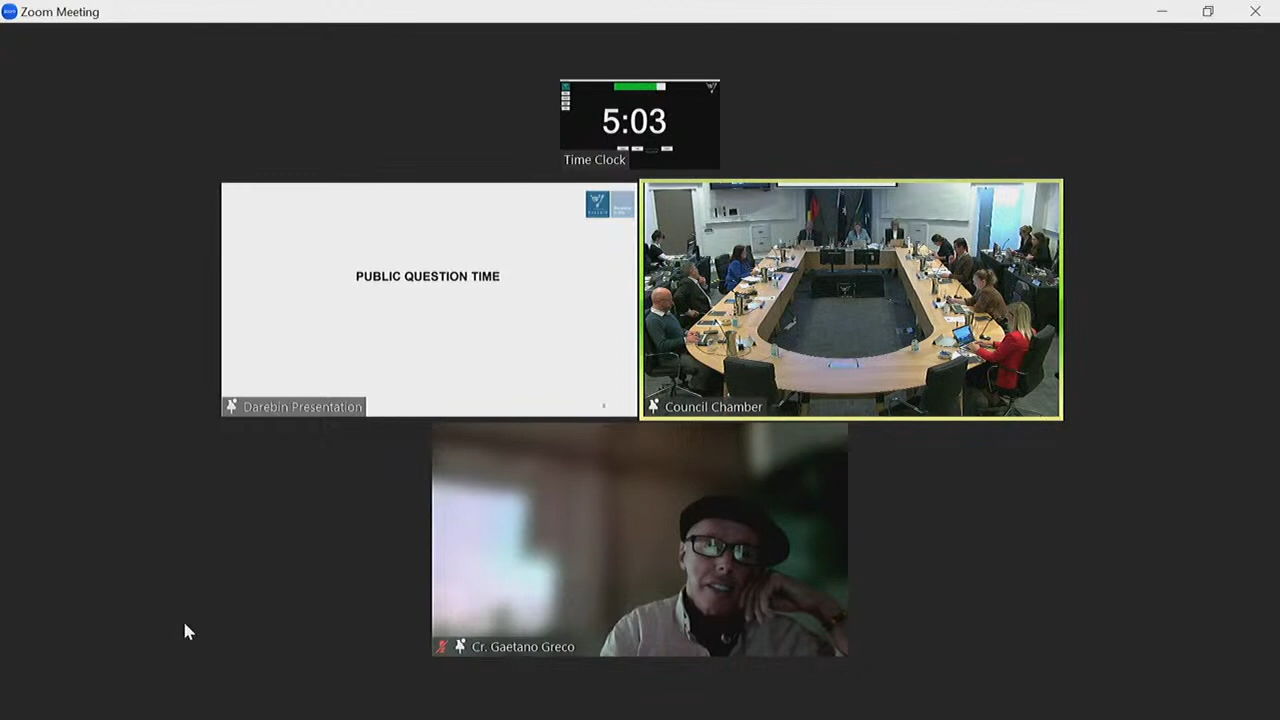 Zoom Meeting
5:03
Time Clock
PUBLIC QUESTION TIME
Darebin Presentation
Council Chamber
Cr. Gaetano Greco